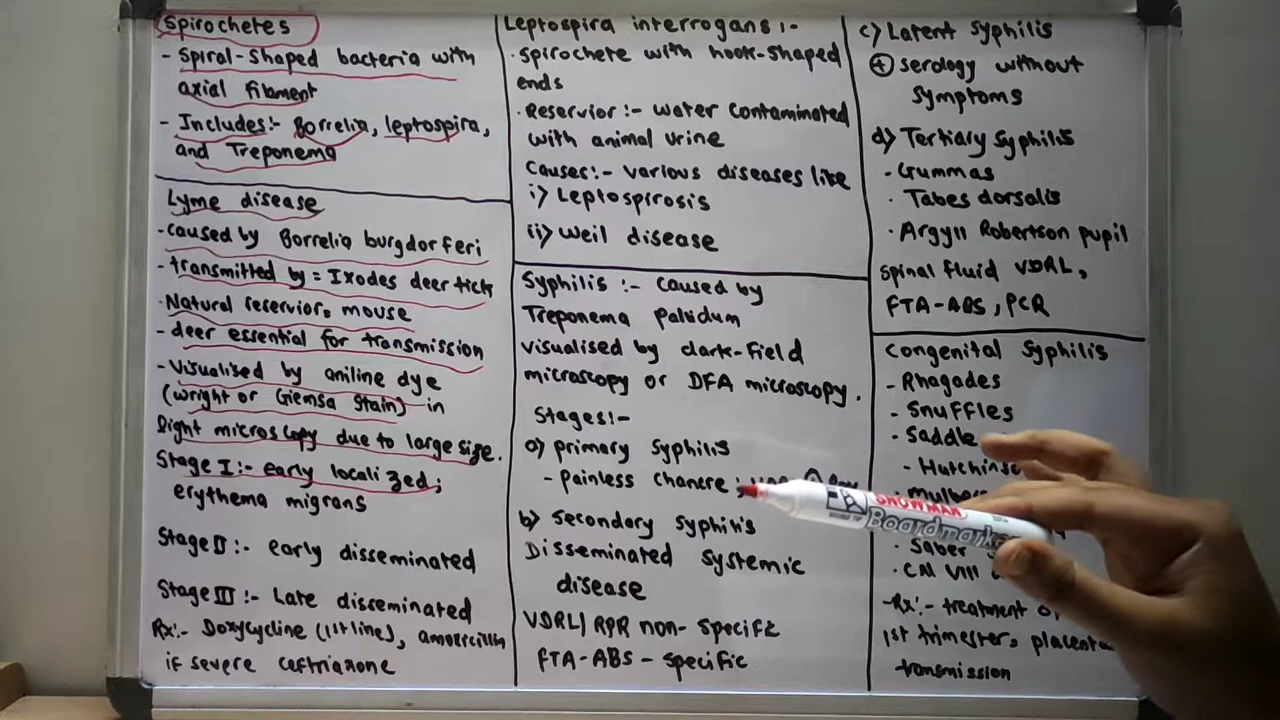 Spirochetes
- Spiral-Shaped bacteria with
axial filament
- Includes:- Borrelia, leptospira,
and Treponema
Lyme disease
- caused by Borrelia burgdorferi
- transmitted by = Ixodes deer tick
· Natural reservior: mouse
- deer essential for transmission
- Visualised by aniline dye
(wright or Giemsa stain) in
light microscopy due to large size.
Stage I:- early localized;
erythema migrans
Stage II:- early disseminated
Stage III:- Late disseminated
Rx:- Doxycycline (1st line), amoxicillin
if severe ceftriaxone
Leptospira interrogans :-
· Spirochete with hook-shaped
ends
· Reservior :- water contaminated
with animal urine
Causes:- various diseases like
i) Leptospirosis
ii) Weil disease
Syphilis :- caused by
Treponema Pallidum
visualised by dark-field
microscopy or DFA microscopy.
Stages:-
a) primary syphilis
- Painless chancre;
b) Secondary syphilis
Disseminated systemic
disease
VDRL/RPR non-specific
FTA-ABS - specific
c) Latent Syphilis
⊕ serology without
symptoms
d) Tertiary Syphilis
· Gummas
· Tabes dorsalis
· Argyll Robertson pupil
Spinal fluid VDRL,
FTA-ABS, PCR
Congenital Syphilis
- Rhagades
· Snuffles
· Saddle
- Hutchinso
SNOWMAN
Boardmarke
· Saber
· CN VIII
- Rx:- treatment
1st trimester, placenta
transmission